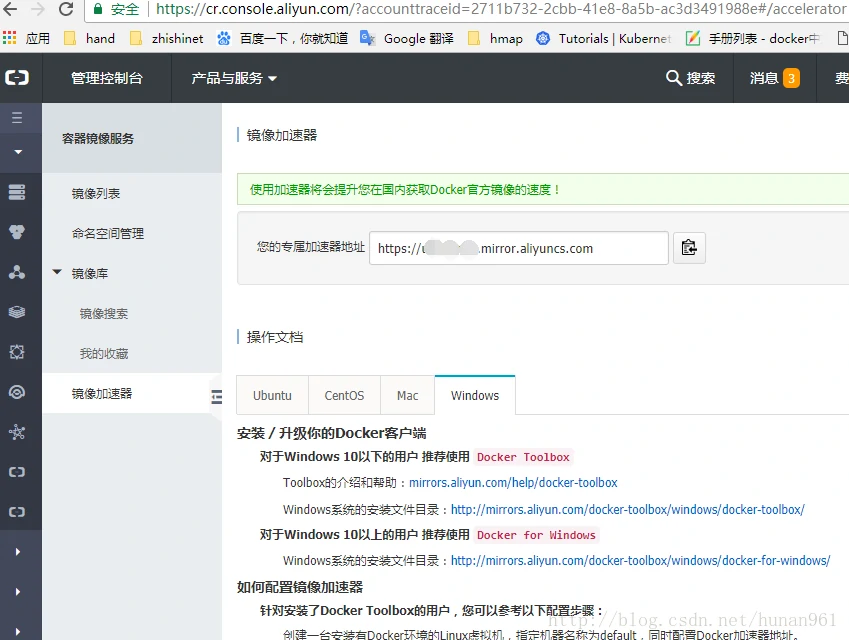 安全 | https://cr.console.aliyun.com/?accounttraceid=2711b732-2cbb-41e8-8a5b-ac3d3491988e#/accelerator
应用 hand zhishinet 百度一下，你就知道 Google 翻译 hmap Tutorials | Kubernet 手册列表 - docker中
管理控制台 产品与服务 搜索 消息 3 费
容器镜像服务
镜像列表
命名空间管理
镜像库
镜像搜索
我的收藏
镜像加速器
镜像加速器
使用加速器将会提升您在国内获取Docker官方镜像的速度！
您的专属加速器地址 https://u .mirror.aliyuncs.com
操作文档
Ubuntu CentOS Mac Windows
安装 / 升级你的Docker客户端
对于Windows 10以下的用户 推荐使用 Docker Toolbox
Toolbox的介绍和帮助：mirrors.aliyun.com/help/docker-toolbox
Windows系统的安装文件目录：http://mirrors.aliyun.com/docker-toolbox/windows/docker-toolbox/
对于Windows 10以上的用户 推荐使用 Docker for Windows
Windows系统的安装文件目录：http://mirrors.aliyun.com/docker-toolbox/windows/docker-for-windows/
如何配置镜像加速器
针对安装了Docker Toolbox的用户，您可以参考以下配置步骤：
http://blog.csdn.net/hunan961
创建一台安装有Docker环境的Linux虚拟机，指定机器名称为default，同时配置Docker加速器地址。